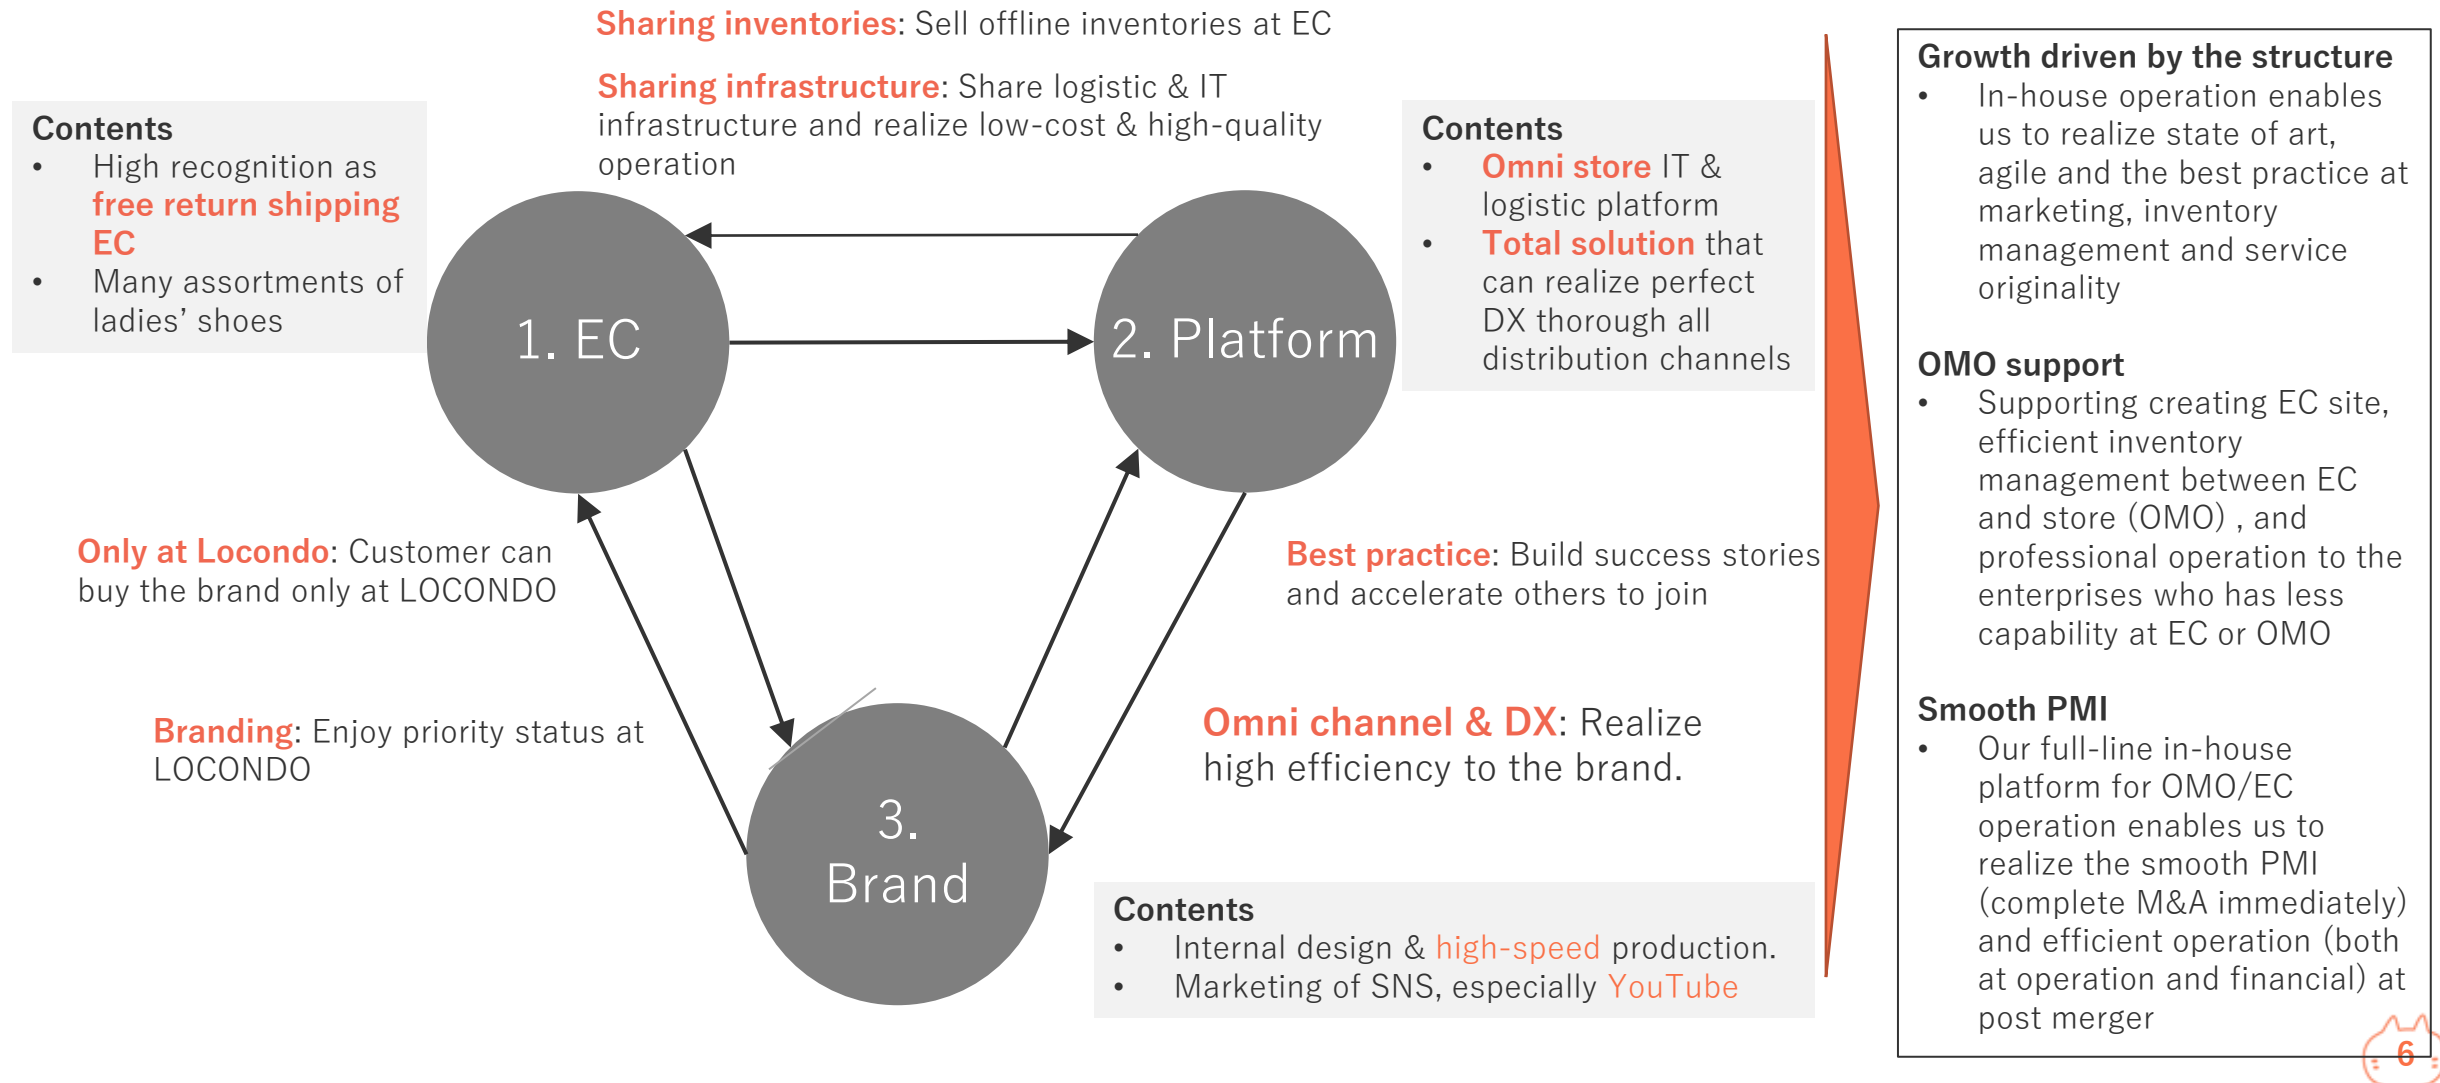 Sharing inventories: Sell offline inventories at EC
Sharing infrastructure: Share logistic & IT
infrastructure and realize low-cost & high-quality
operation
Contents
• High recognition as
free return shipping
EC
• Many assortments of
ladies’ shoes
1. EC
2. Platform
Contents
• Omni store IT &
logistic platform
• Total solution that
can realize perfect
DX thorough all
distribution channels
Only at Locondo: Customer can
buy the brand only at LOCONDO
Best practice: Build success stories
and accelerate others to join
Branding: Enjoy priority status at
LOCONDO
Omni channel & DX: Realize
high efficiency to the brand.
3.
Brand
Contents
• Internal design & high-speed production.
• Marketing of SNS, especially YouTube
Growth driven by the structure
• In-house operation enables
us to realize state of art,
agile and the best practice at
marketing, inventory
management and service
originality
OMO support
• Supporting creating EC site,
efficient inventory
management between EC
and store (OMO) , and
professional operation to the
enterprises who has less
capability at EC or OMO
Smooth PMI
• Our full-line in-house
platform for OMO/EC
operation enables us to
realize the smooth PMI
(complete M&A immediately)
and efficient operation (both
at operation and financial) at
post merger
6